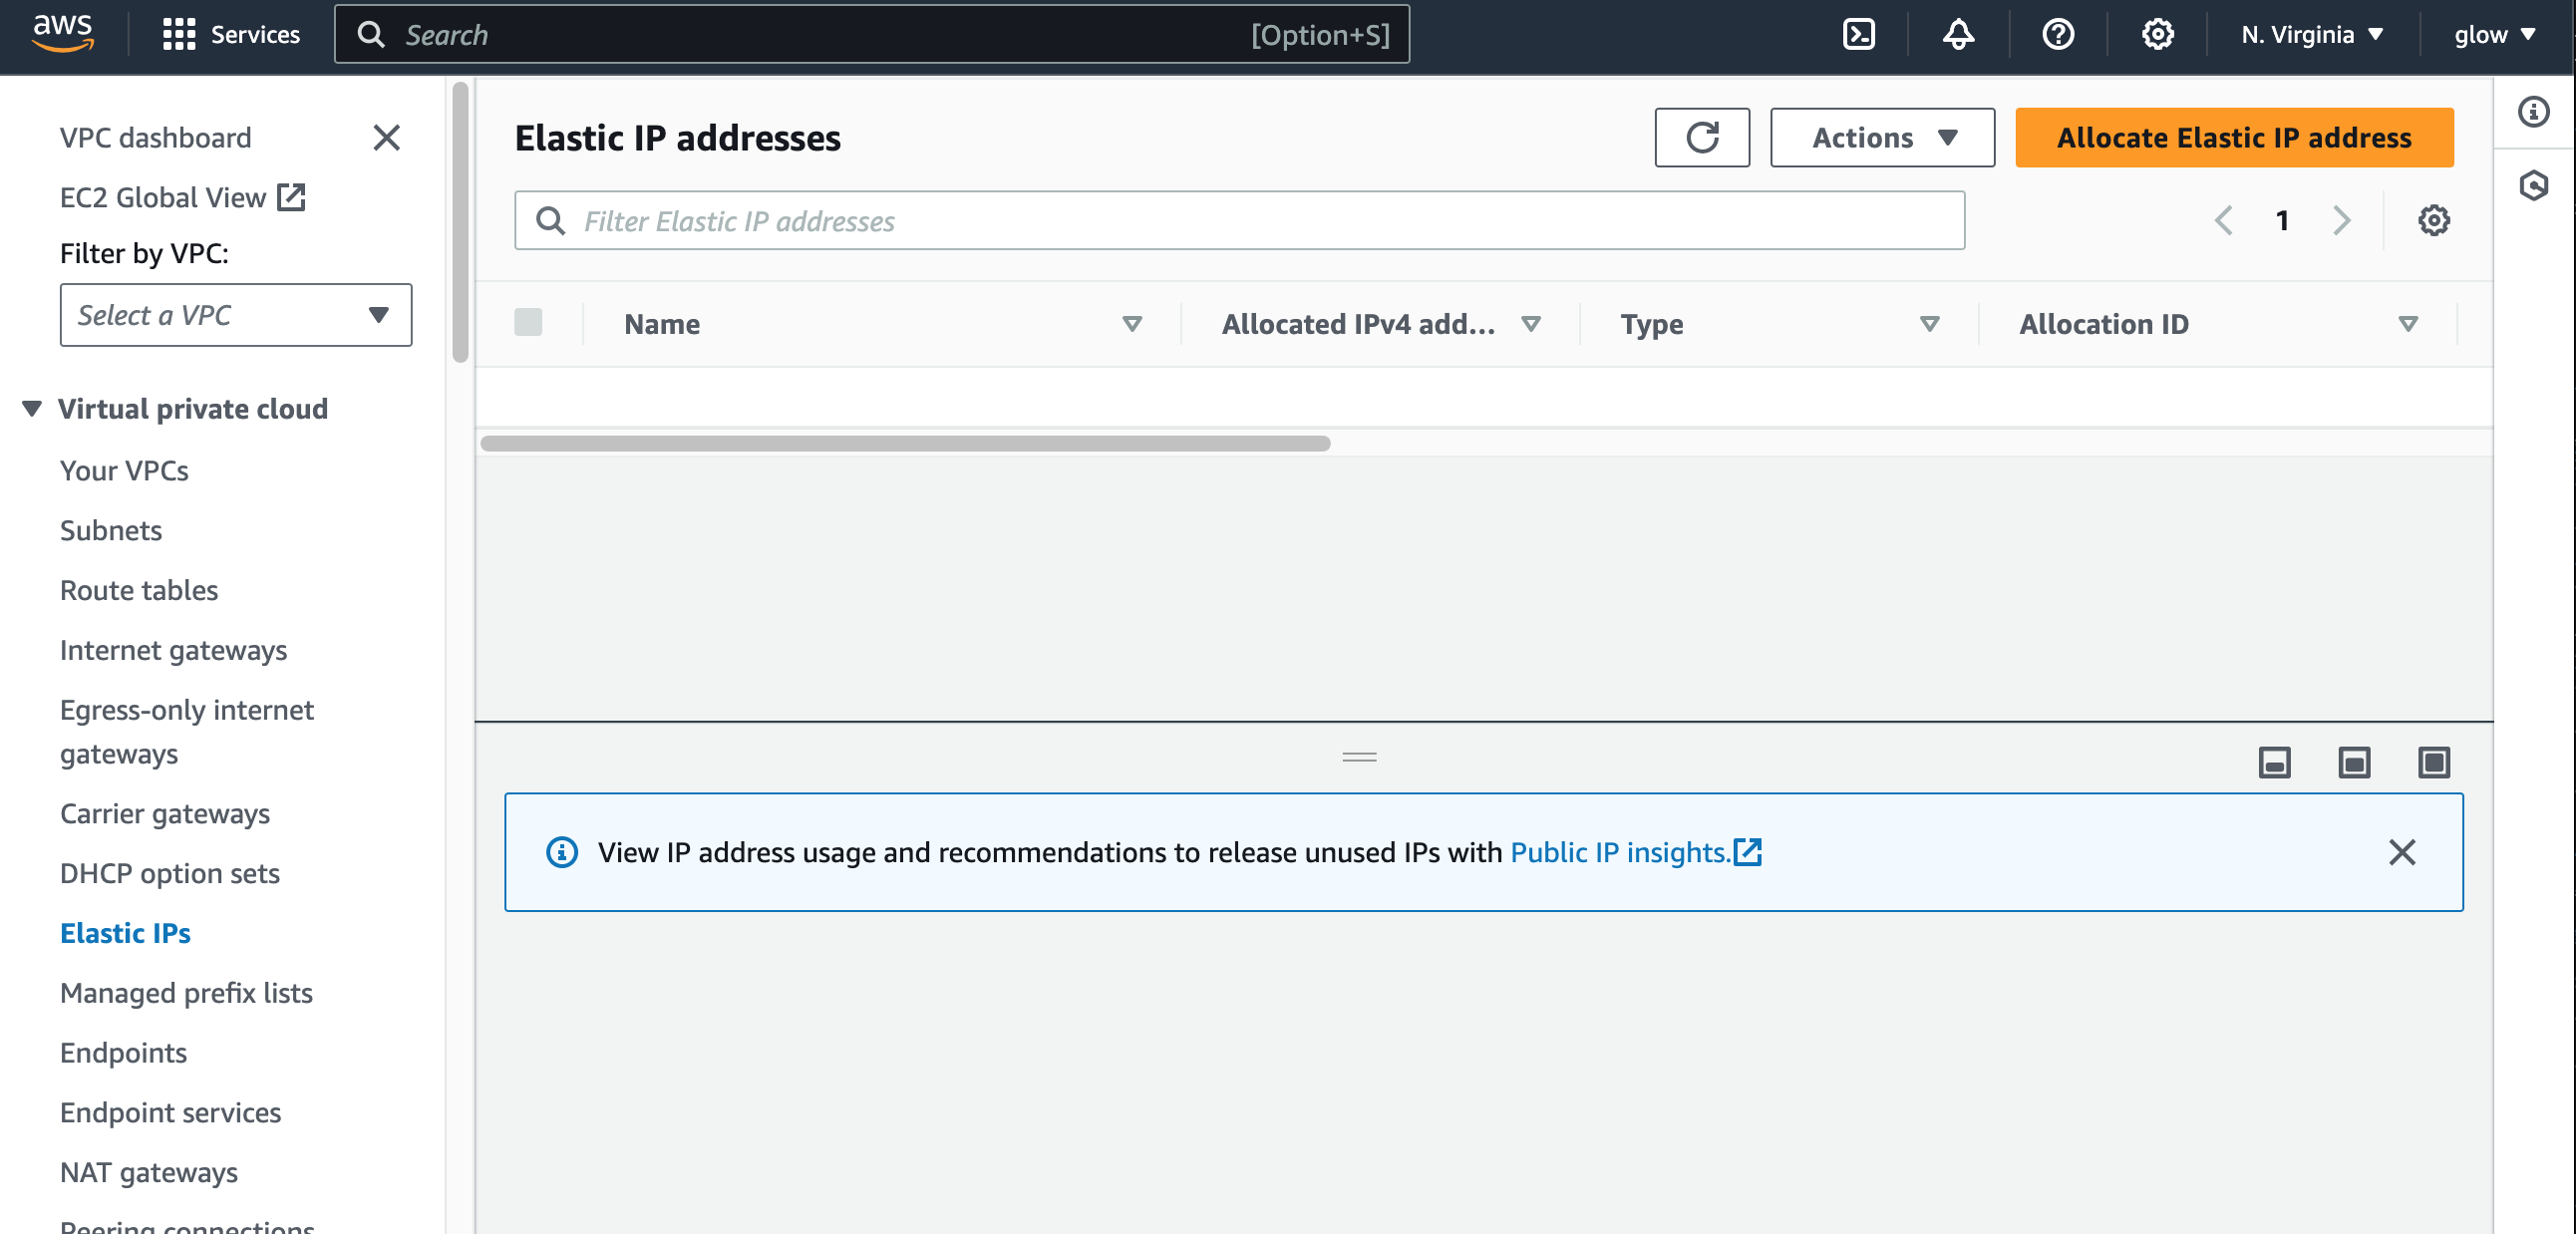 aws Services Search [Option+S] N. Virginia glow
VPC dashboard
EC2 Global View
Filter by VPC:
Select a VPC
Virtual private cloud
Your VPCs
Subnets
Route tables
Internet gateways
Egress-only internet
gateways
Carrier gateways
DHCP option sets
Elastic IPs
Managed prefix lists
Endpoints
Endpoint services
NAT gateways
Peering connections
Elastic IP addresses Actions Allocate Elastic IP address
Filter Elastic IP addresses 1
Name Allocated IPv4 add... Type Allocation ID
View IP address usage and recommendations to release unused IPs with Public IP insights.